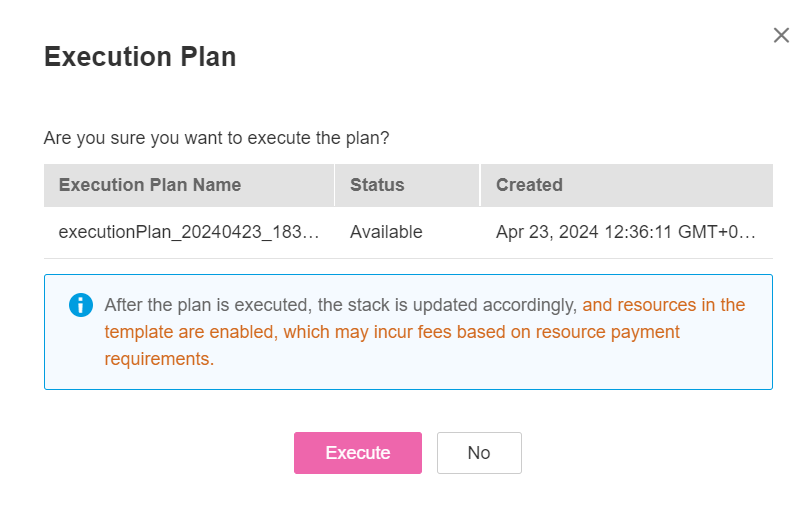 Execution Plan
Are you sure you want to execute the plan?
Execution Plan Name Status Created
executionPlan_20240423_183... Available Apr 23, 2024 12:36:11 GMT+0...
After the plan is executed, the stack is updated accordingly, and resources in the
template are enabled, which may incur fees based on resource payment
requirements.
Execute No